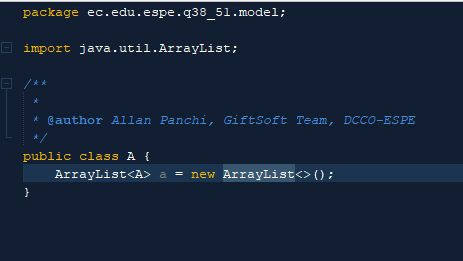 package ec.edu.espe.q38_51.model;
import java.util.ArrayList;
/**
*
* @author Allan Panchi, GiftSoft Team, DCCO-ESPE
*/
public class A {
ArrayList<A> a = new ArrayList<>();
}